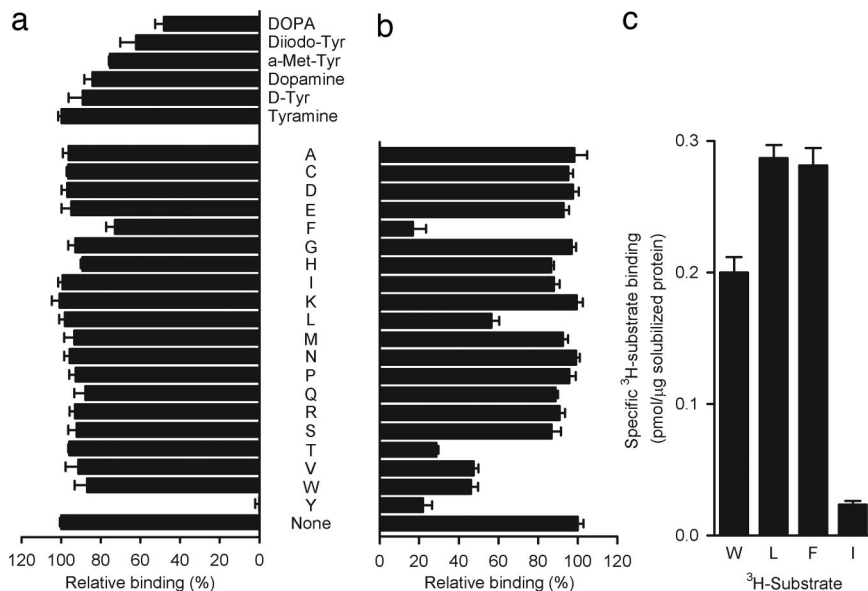 a
DOPA
Diiodo-Tyr
a-Met-Tyr
Dopamine
D-Tyr
Tyramine
A
C
D
E
F
G
H
I
K
L
M
N
P
Q
R
S
T
V
W
Y
None
120 100 80 60 40 20 0
Relative binding (%)
b
0 20 40 60 80 100 120
Relative binding (%)
c
Specific ³H-substrate binding
(pmol/µg solubilized protein)
0.3
0.2
0.1
0.0
W L F I
³H-Substrate